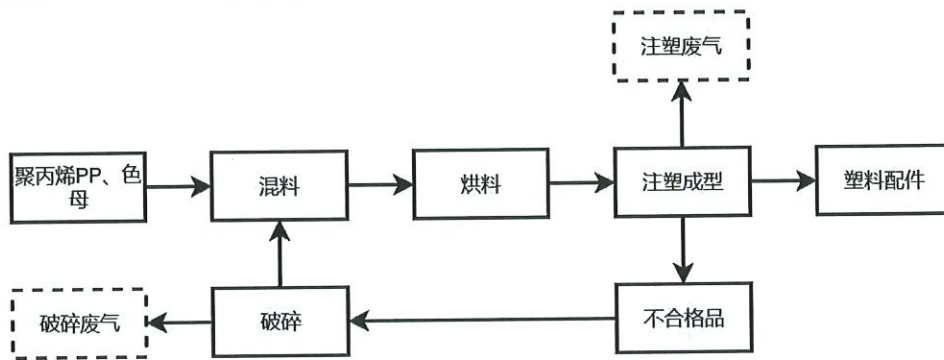 注塑废气
聚丙烯PP、色
母
混料
烘料
注塑成型
塑料配件
破碎废气
破碎
不合格品